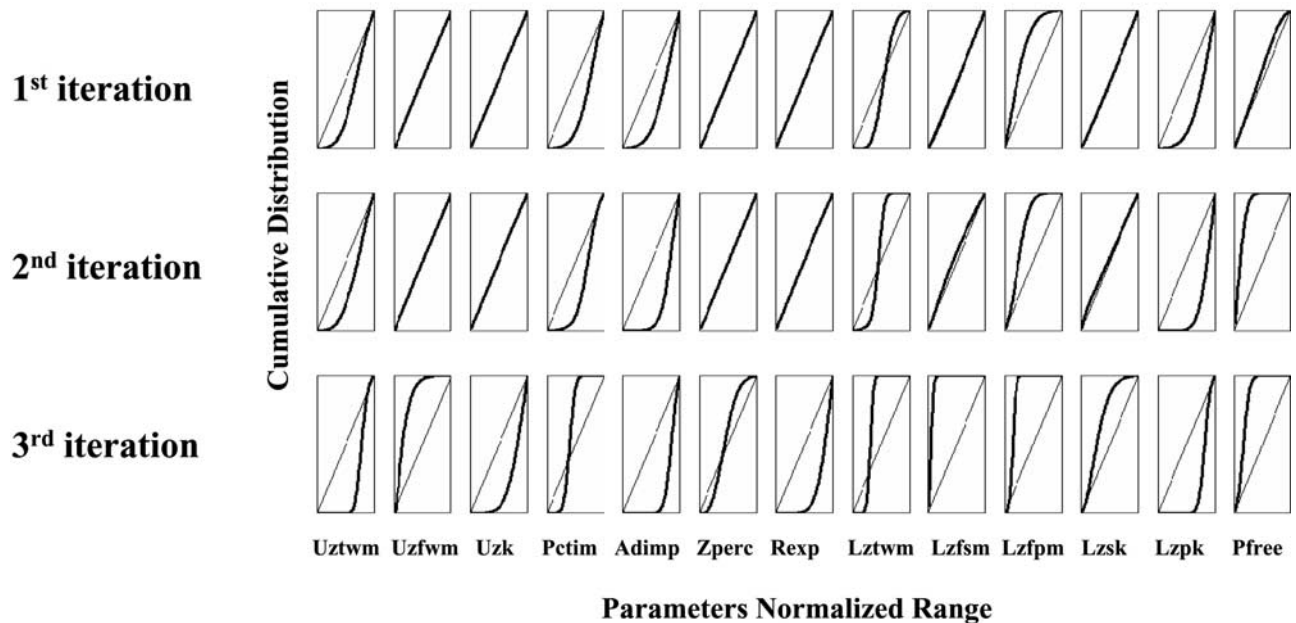 1st iteration
2nd iteration
3rd iteration
Cumulative Distribution
Uztwm Uzfwm Uzk Pctim Adimp Zperc Rexp Lztwm Lzfsm Lzfpm Lzsk Lzpk Pfree
Parameters Normalized Range